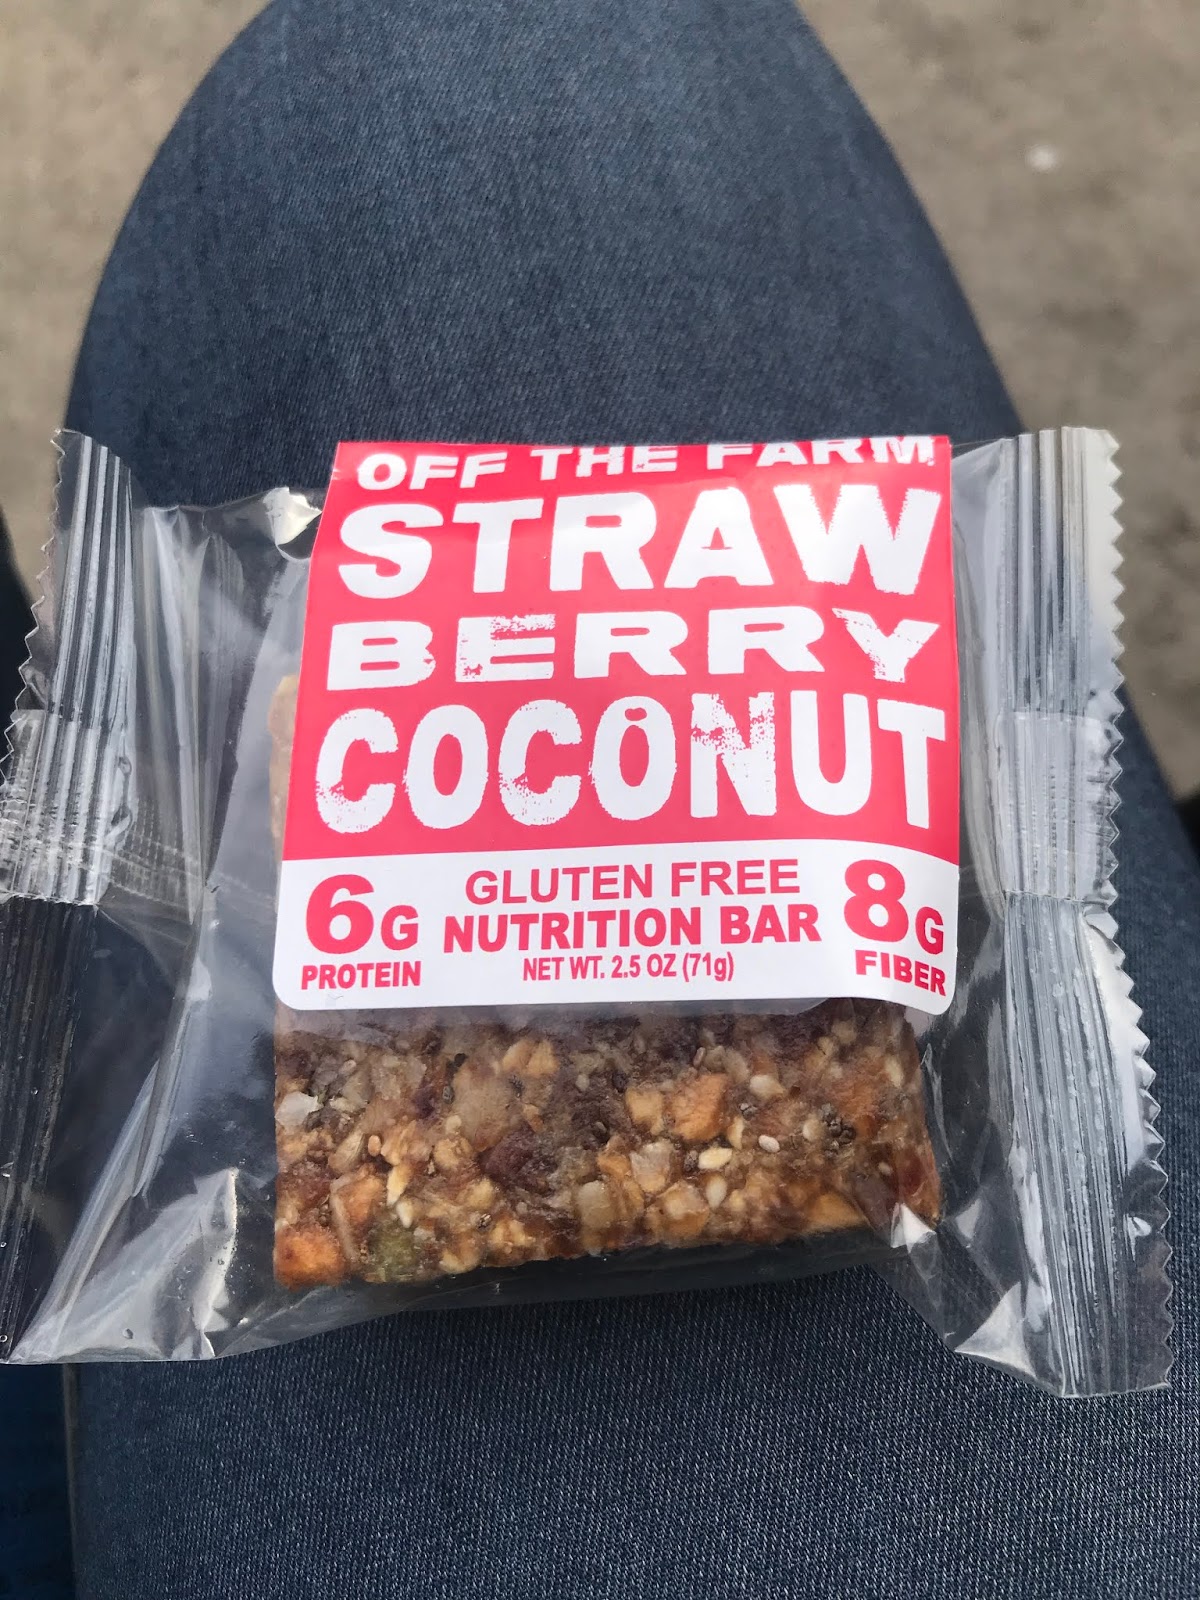 OFF THE FARM
STRAW
BERRY
COCONUT
6G
PROTEIN
GLUTEN FREE
NUTRITION BAR
NET WT. 2.5 OZ (71g)
8G
FIBER